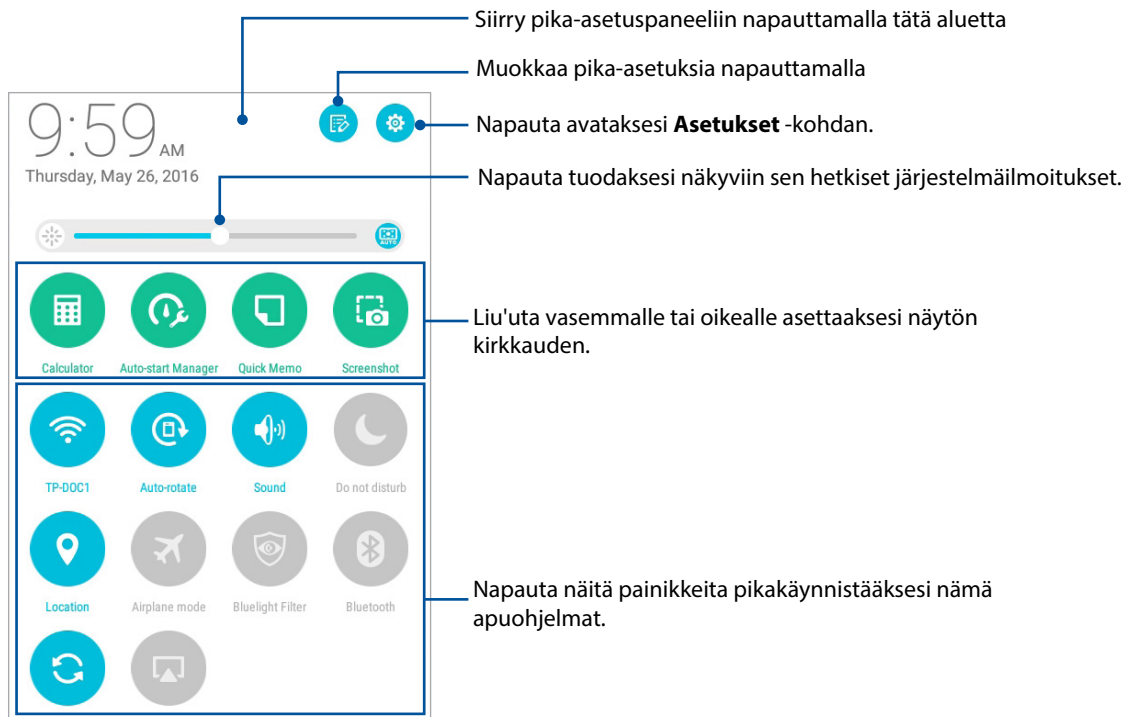 Siirry pika-asetuspaneeliin napauttamalla tätä aluetta
Muokkaa pika-asetuksia napauttamalla
Napauta avataksesi Asetukset -kohdan.
Napauta tuodaksesi näkyviin sen hetkiset järjestelmäilmoitukset.
9:59 AM
Thursday, May 26, 2016
AUTO
Calculator Auto-start Manager Quick Memo Screenshot
Liu'uta vasemmalle tai oikealle asettaaksesi näytön
kirkkauden.
TP-DOC1 Auto-rotate Sound Do not disturb
Location Airplane mode Bluelight Filter Bluetooth
Napauta näitä painikkeita pikakäynnistääksesi nämä
apuohjelmat.